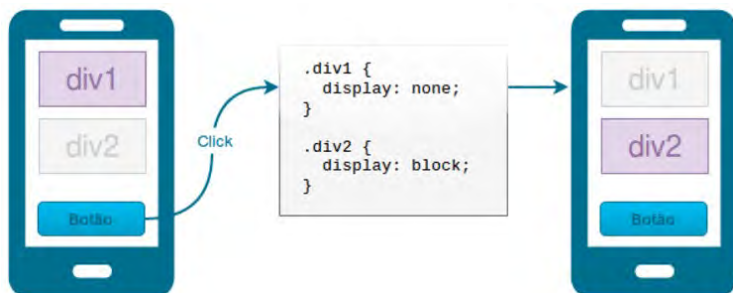 div1
div2
Botão
Click
.div1 {
  display: none;
}
.div2 {
  display: block;
}
div1
div2
Botão